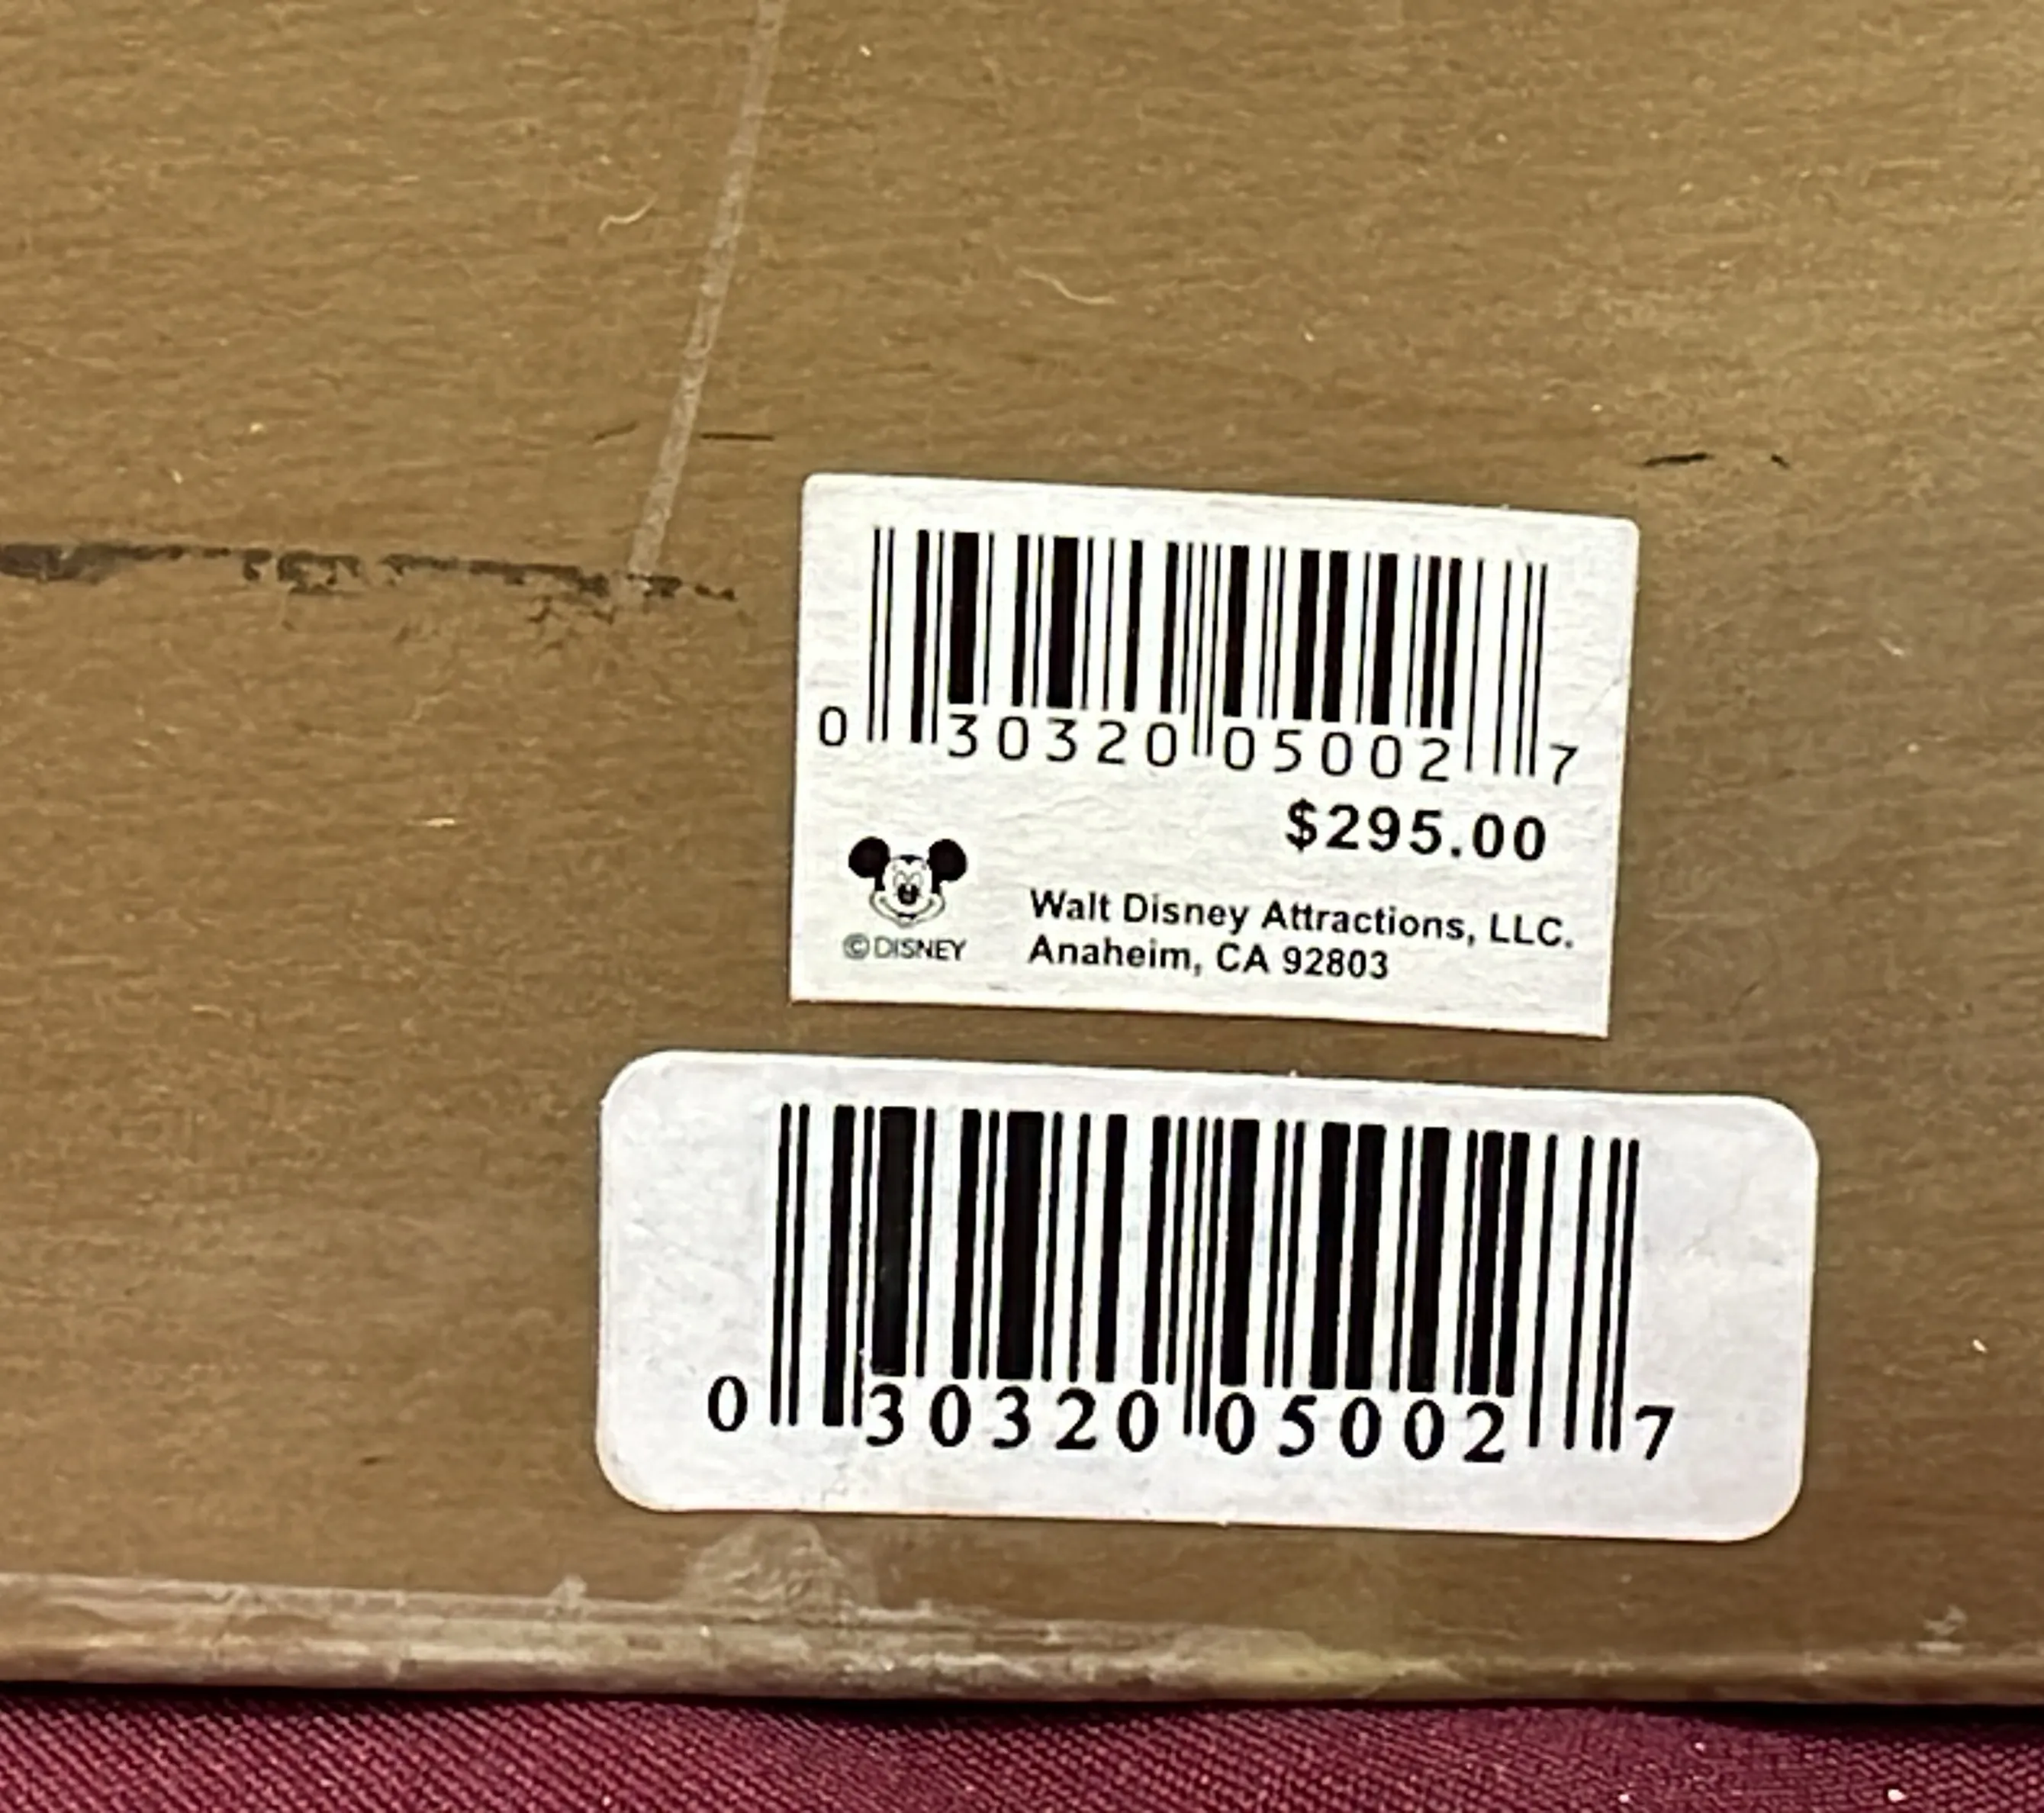 0 30320 05002 7
$295.00
© DISNEY
Walt Disney Attractions, LLC.
Anaheim, CA 92803
0 30320 05002 7